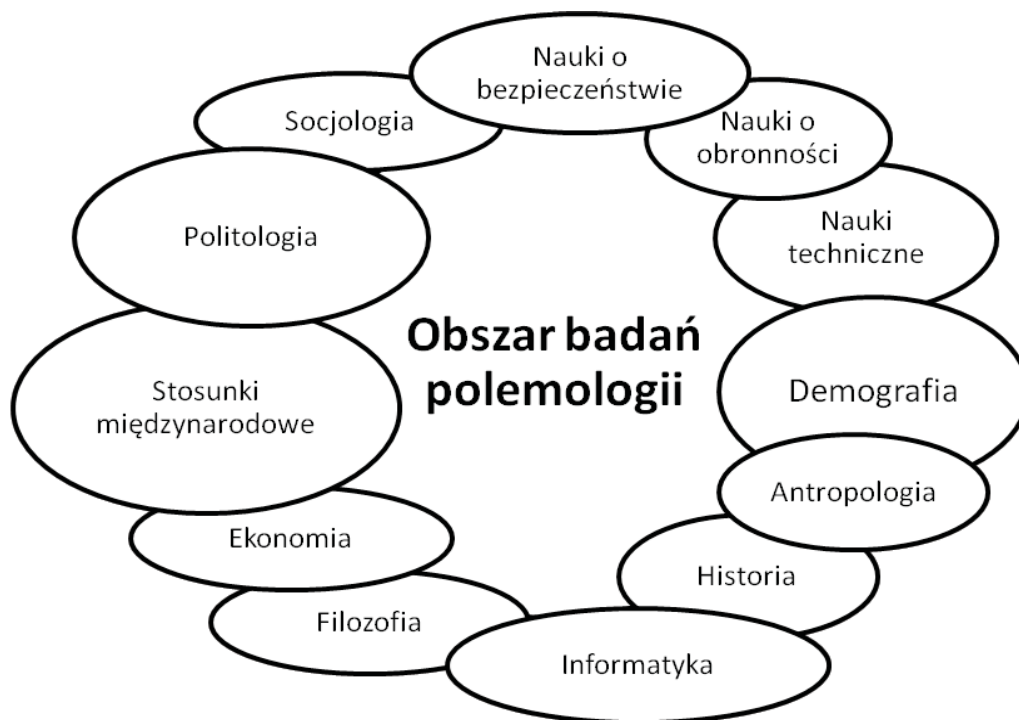 Nauki o
bezpieczeństwie
Socjologia
Nauki o
obronności
Politologia
Nauki
techniczne
Obszar badań
polemologii
Stosunki
międzynarodowe
Demografia
Antropologia
Ekonomia
Historia
Filozofia
Informatyka